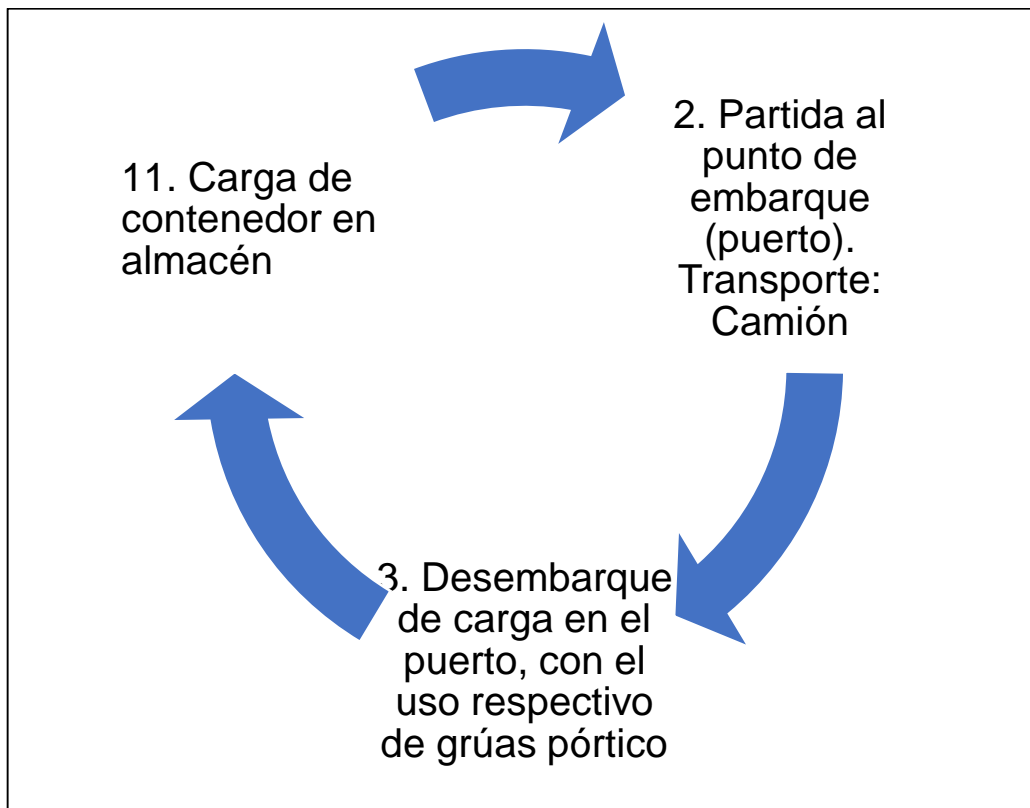 11. Carga de
contenedor en
almacén
2. Partida al
punto de
embarque
(puerto).
Transporte:
Camión
3. Desembarque
de carga en el
puerto, con el
uso respectivo
de grúas pórtico